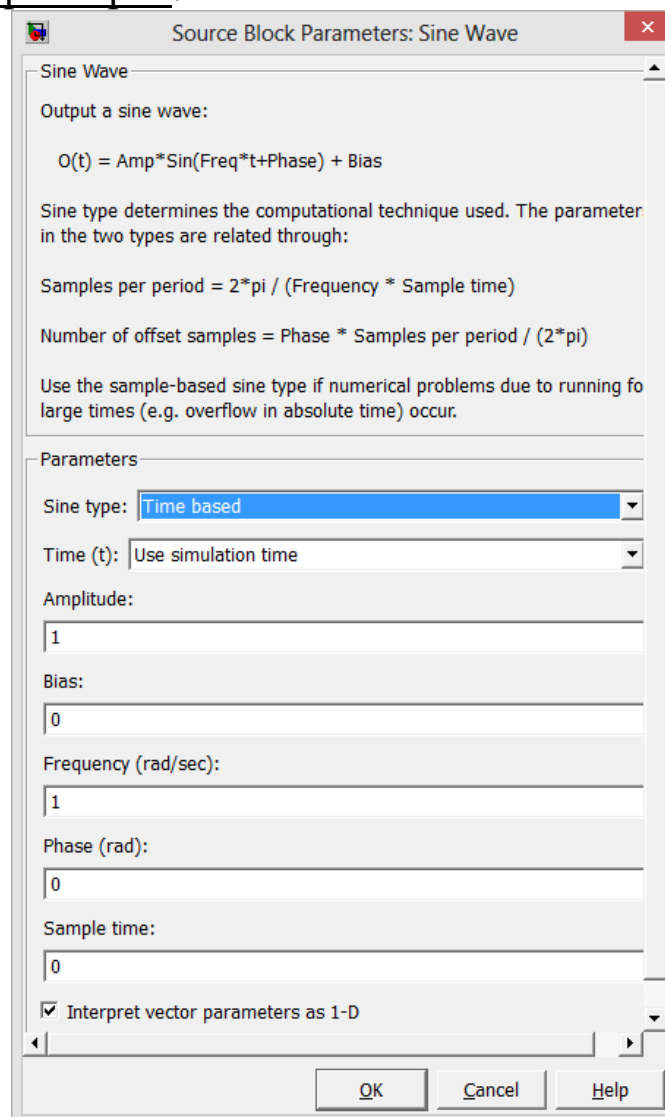 Source Block Parameters: Sine Wave
Sine Wave
Output a sine wave:
O(t) = Amp*Sin(Freq*t+Phase) + Bias
Sine type determines the computational technique used. The parameter
in the two types are related through:
Samples per period = 2*pi / (Frequency * Sample time)
Number of offset samples = Phase * Samples per period / (2*pi)
Use the sample-based sine type if numerical problems due to running fo
large times (e.g. overflow in absolute time) occur.
Parameters
Sine type: Time based
Time (t): Use simulation time
Amplitude:
1
Bias:
0
Frequency (rad/sec):
1
Phase (rad):
0
Sample time:
0
Interpret vector parameters as 1-D
OK Cancel Help